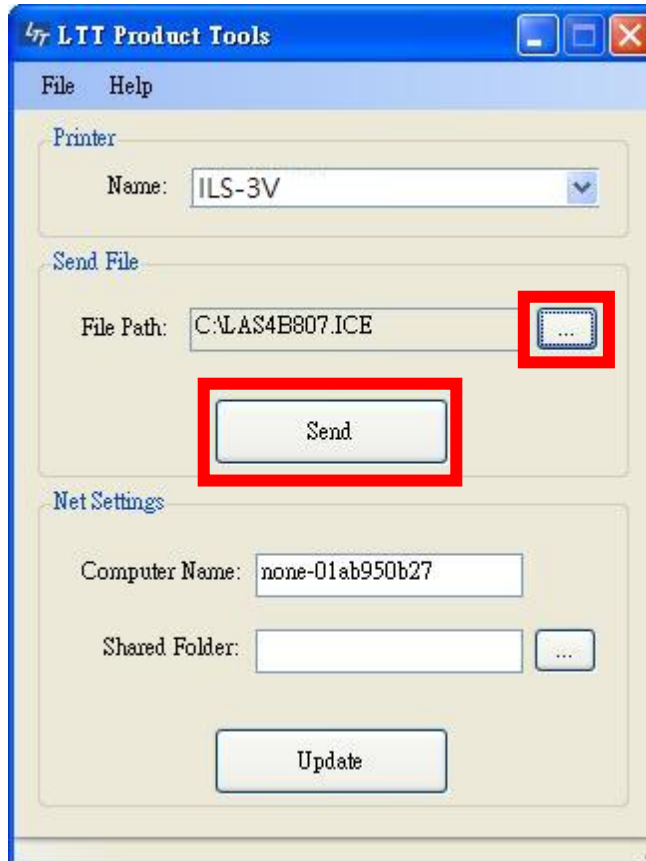 LTT LTT Product Tools
File Help
Printer
Name: ILS-3V
Send File
File Path: C:\LAS4B807.ICE ...
Send
Net Settings
Computer Name: none-01ab950b27
Shared Folder: ...
Update